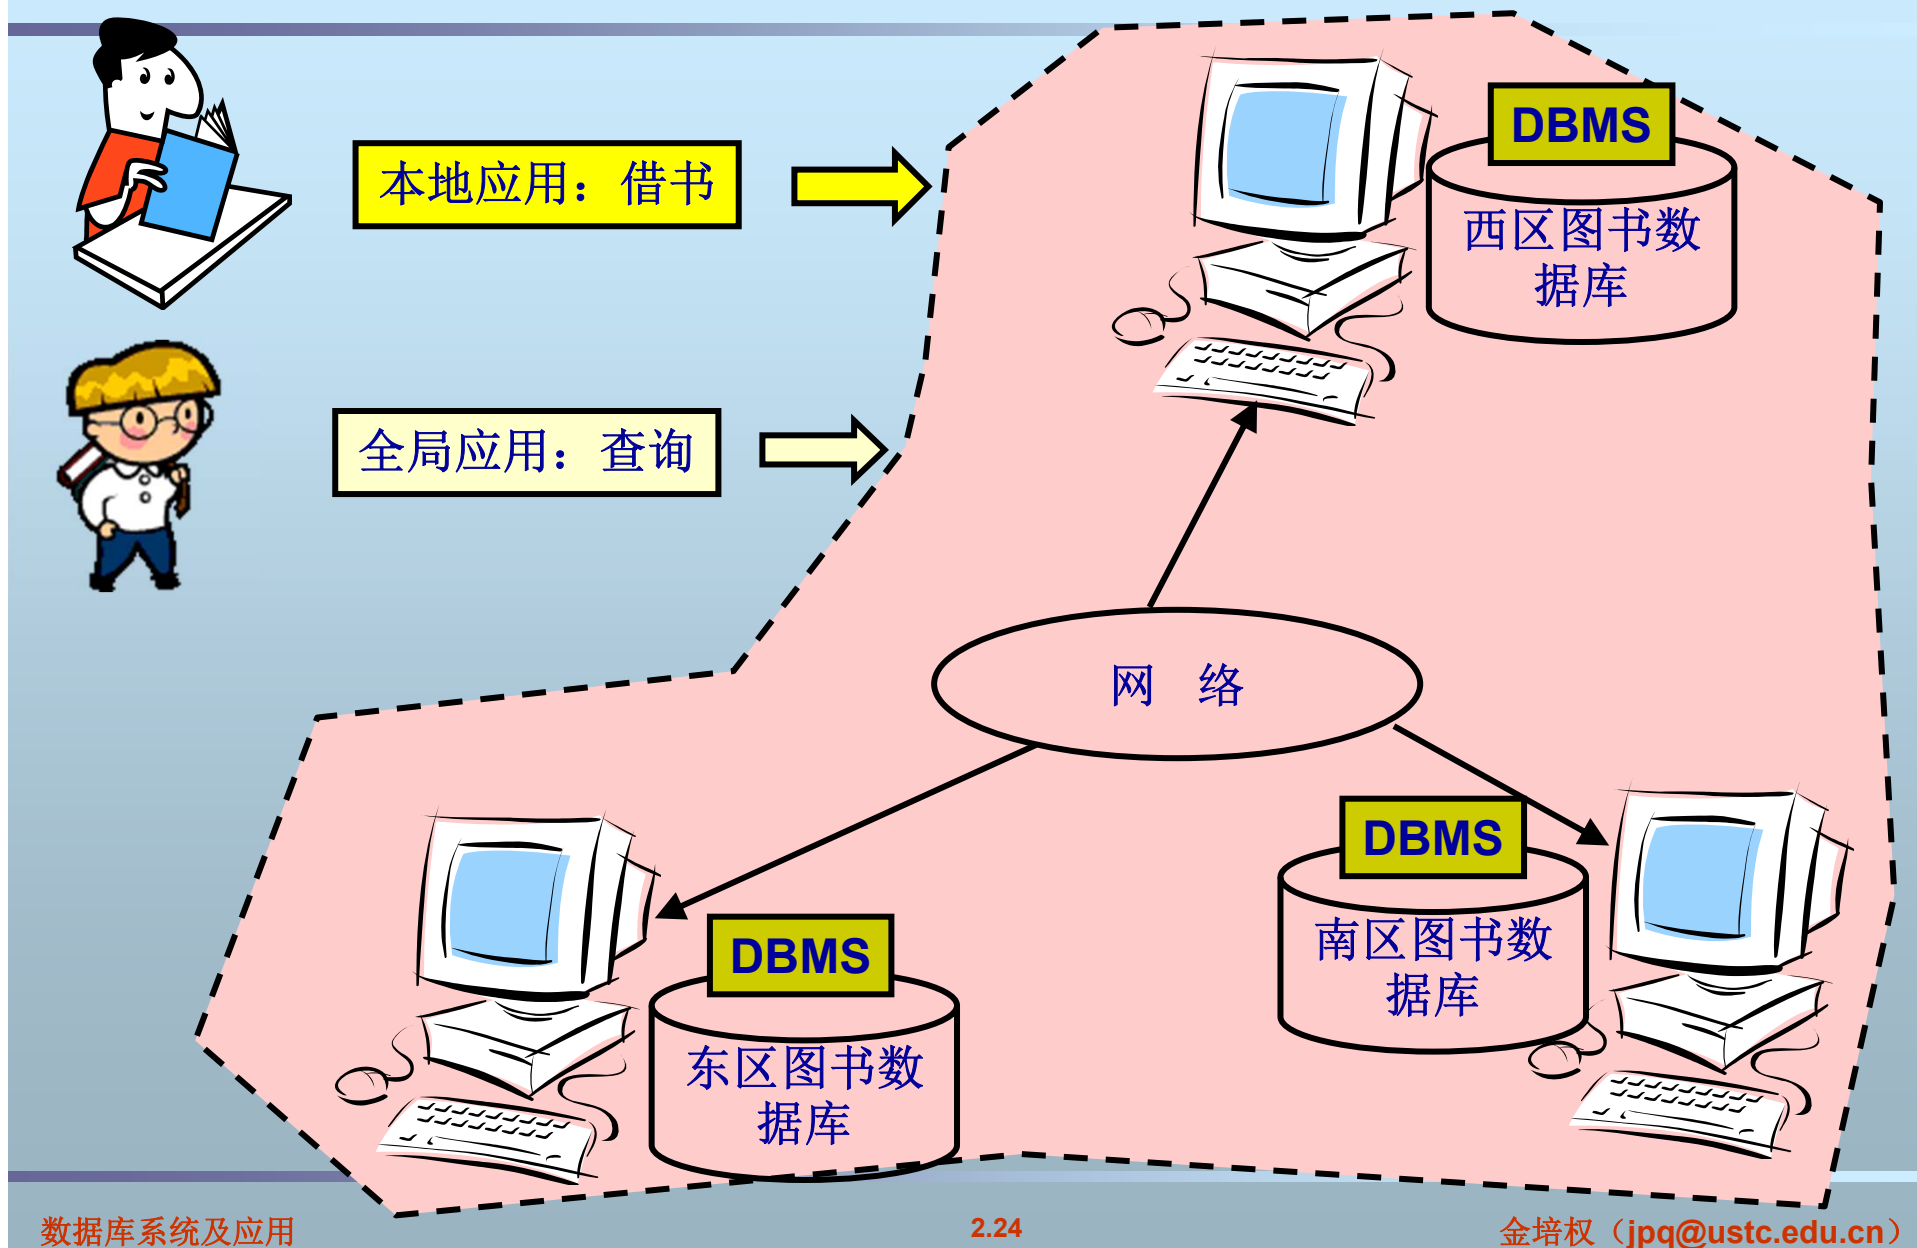 DBMS
西区图书数
据库
本地应用：借书
全局应用：查询
网 络
DBMS
南区图书数
据库
DBMS
东区图书数
据库
数据库系统及应用
2.24
金培权（jpq@ustc.edu.cn）